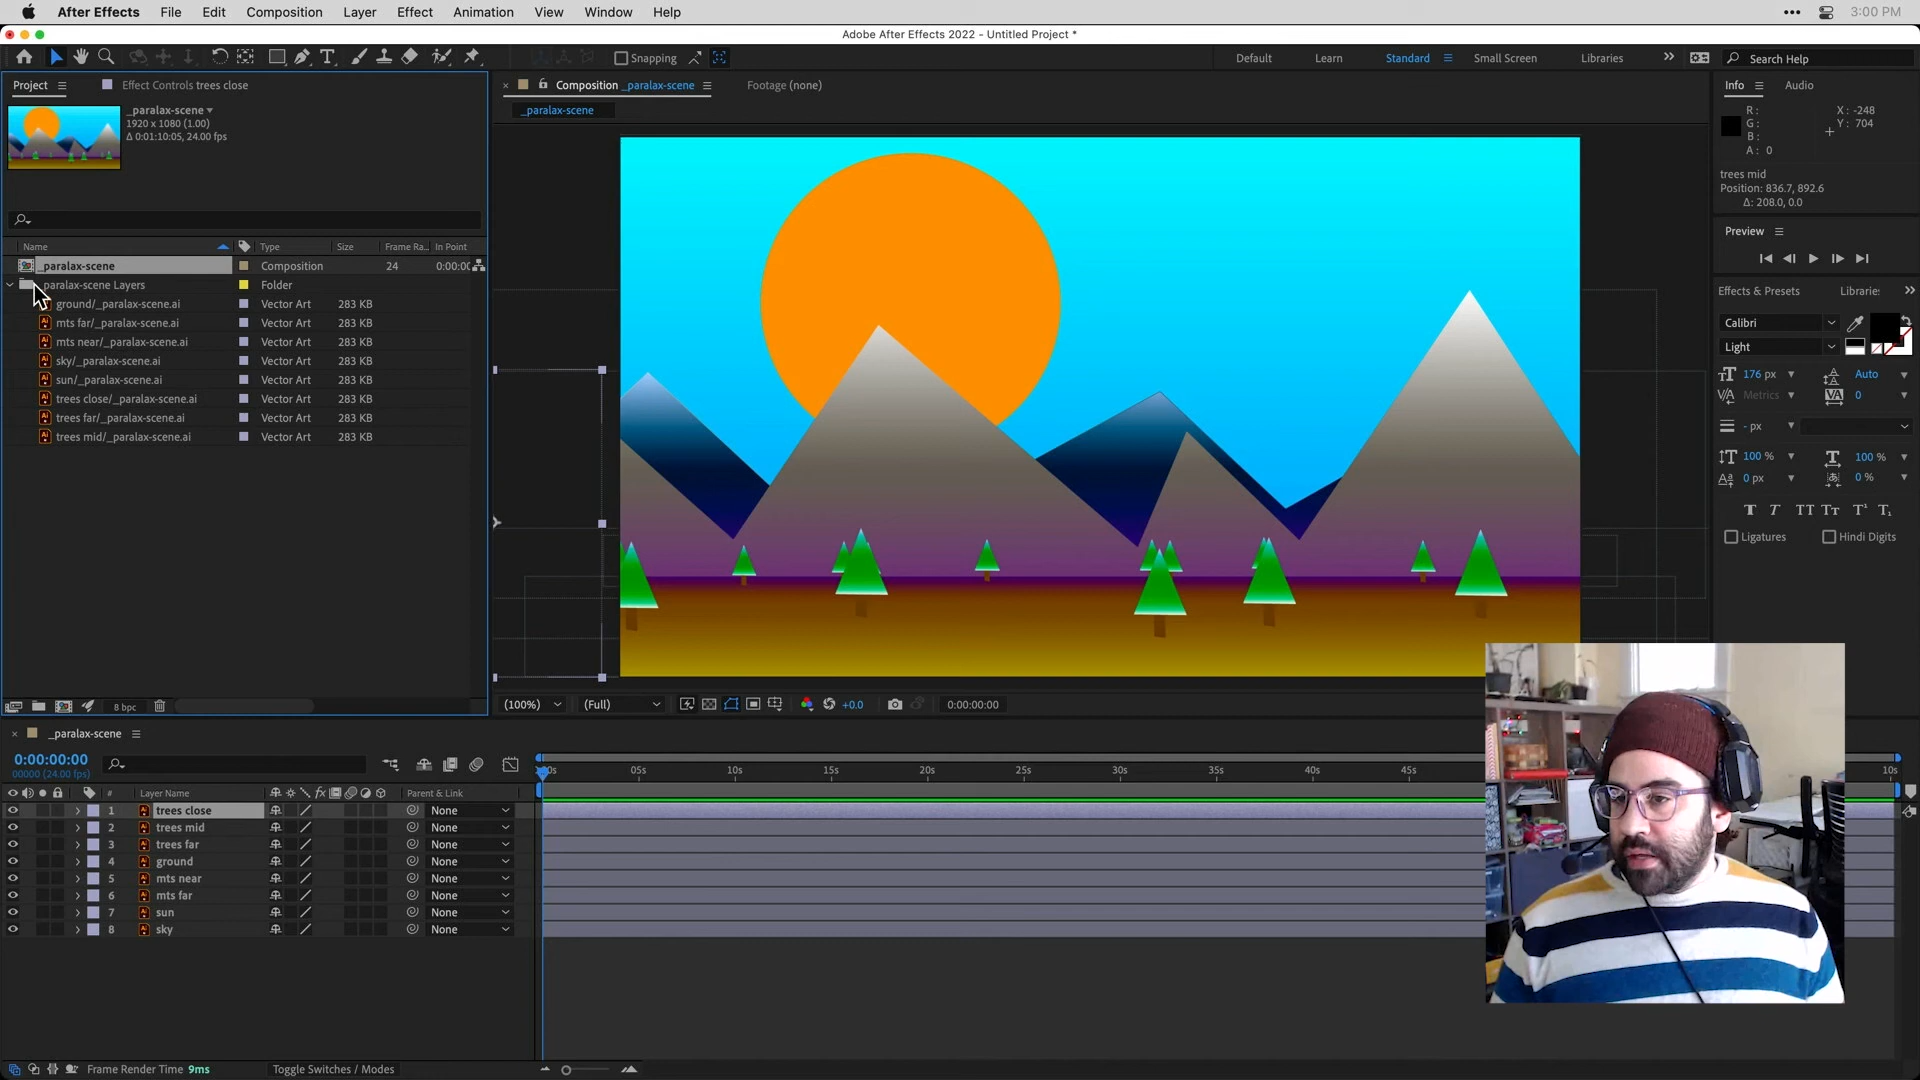 After Effects File Edit Composition Layer Effect Animation View Window Help 3:00 PM
Adobe After Effects 2022 - Untitled Project *
Snapping Default Learn Standard Small Screen Libraries Search Help
Project Effect Controls trees close
_paralax-scene
1920 x 1080 (1.00)
Δ 0:01:10:05, 24.00 fps
Name Type Size Frame Ra... In Point
_paralax-scene Composition 24 0:00:00
paralax-scene Layers Folder
ground/_paralax-scene.ai Vector Art 283 KB
mts far/_paralax-scene.ai Vector Art 283 KB
mts near/_paralax-scene.ai Vector Art 283 KB
sky/_paralax-scene.ai Vector Art 283 KB
sun/_paralax-scene.ai Vector Art 283 KB
trees close/_paralax-scene.ai Vector Art 283 KB
trees far/_paralax-scene.ai Vector Art 283 KB
trees mid/_paralax-scene.ai Vector Art 283 KB
8 bpc
Composition _paralax-scene Footage (none)
_paralax-scene
(100%) (Full) +0.0 0:00:00:00
Info Audio
R: X: -248
G: Y: 704
B:
A: 0
trees mid
Position: 836.7, 892.6
Δ: 208.0, 0.0
Preview
Effects & Presets Libraries
Calibri
Light
176 px Auto
Metrics 0
- px
100 % 100 %
0 px 0 %
T T TT Tt T¹ T₁
Ligatures Hindi Digits
_paralax-scene
0:00:00:00
00000 (24.00 fps)
05s 10s 15s 20s 25s 30s 35s 40s 45s 10s
# Layer Name fx Parent & Link
1 trees close None
2 trees mid None
3 trees far None
4 ground None
5 mts near None
6 mts far None
7 sun None
8 sky None
Frame Render Time 9ms Toggle Switches / Modes